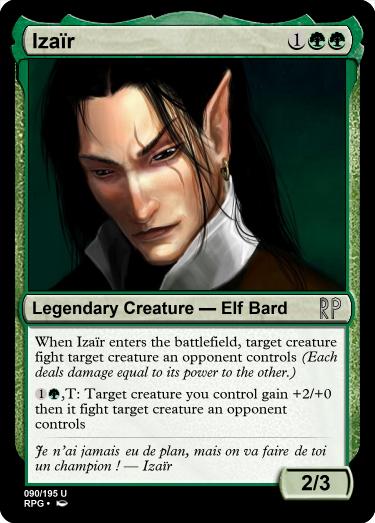 Izaïr 1
Legendary Creature — Elf Bard RP
When Izaïr enters the battlefield, target creature
fight target creature an opponent controls (Each
deals damage equal to its power to the other.)
1,T: Target creature you control gain +2/+0
then it fight target creature an opponent
controls
Je n'ai jamais eu de plan, mais on va faire de toi
un champion ! — Izaïr
2/3
090/195 U
RPG •